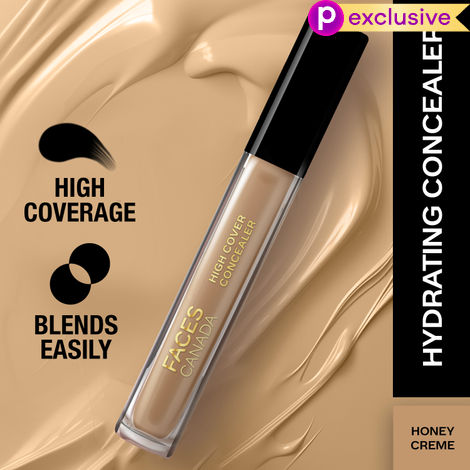 p exclusive
HIGH
COVERAGE
BLENDS
EASILY
HIGH COVER
CONCEALER
FACES
CANADA
HYDRATING CONCEALER
HONEY
CREME